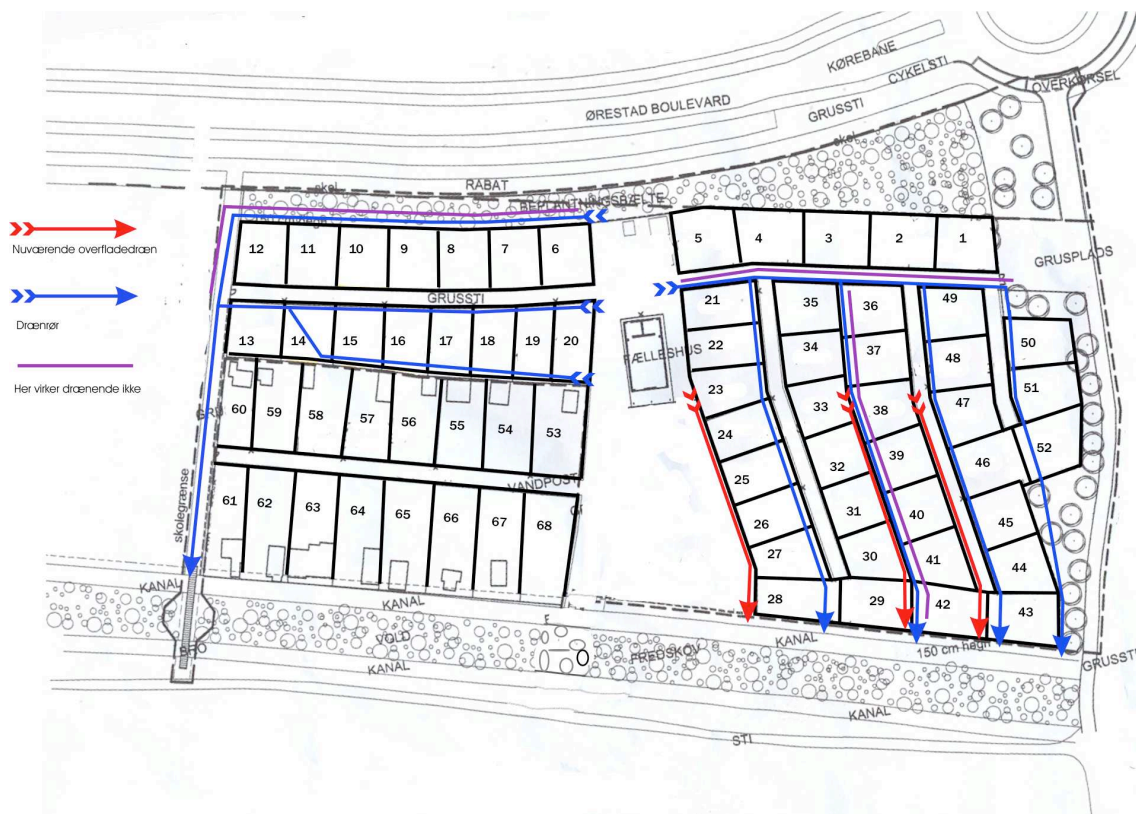 KØREBANE
CYKELSTI
OVERKØRSEL
ØRESTAD BOULEVARD
GRUSSTI
skel
skel
RABAT
BEPLANTNINGSBÆLTE
Nuværende overfladedræn
Drænrør
Her virker drænende ikke
12 11 10 9 8 7 6
5 4 3 2 1
GRUSPLADS
GRUSSTI
13 14 15 16 17 18 19 20
FÆLLESHUS
21 35 36 49
22 34 37 48 50
23 33 38 47 51
24 32 39 46 52
25 31 40 45
26 30 41 44
27
28 29 42 43
60 59 58 57 56 55 54 53
GRU
VANDPOST
61 62 63 64 65 66 67 68
skolegrænse
KANAL
KANAL
KANAL
VOLD
FREDSKOV
150 cm hegn
GRUSSTI
BRO
KANAL
KANAL
STI